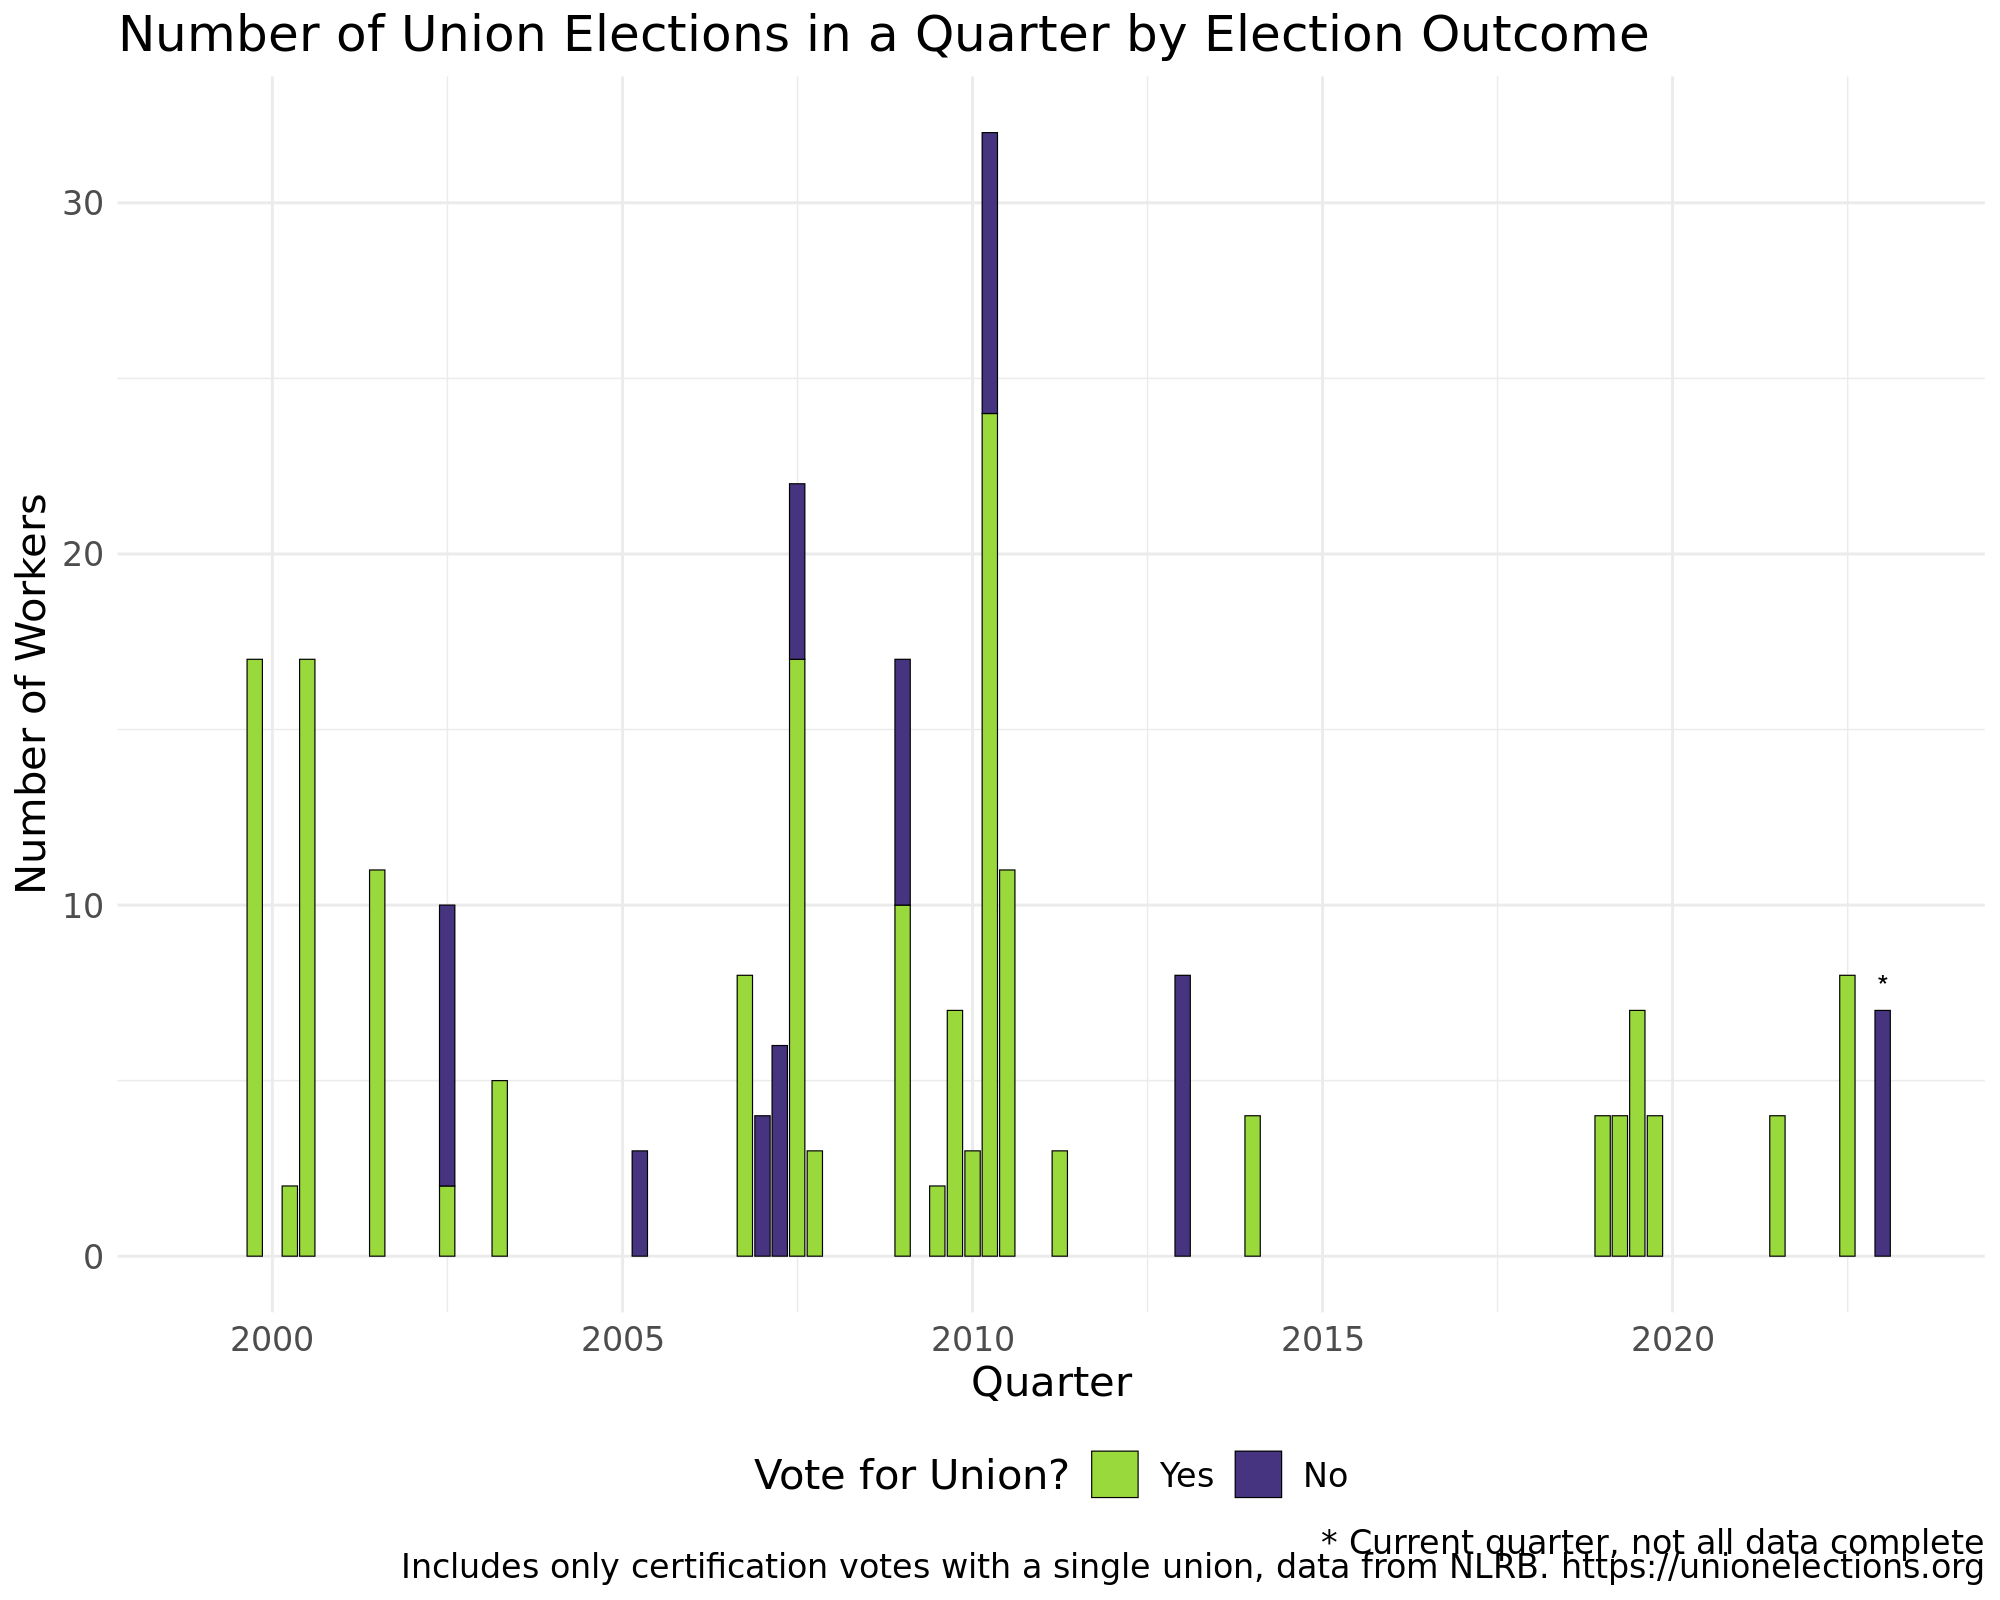 Number of Union Elections in a Quarter by Election Outcome
Number of Workers
30
20
10
0
*
2000 2005 2010 2015 2020
Quarter
Vote for Union? Yes No
* Current quarter, not all data complete
Includes only certification votes with a single union, data from NLRB. https://unionelections.org